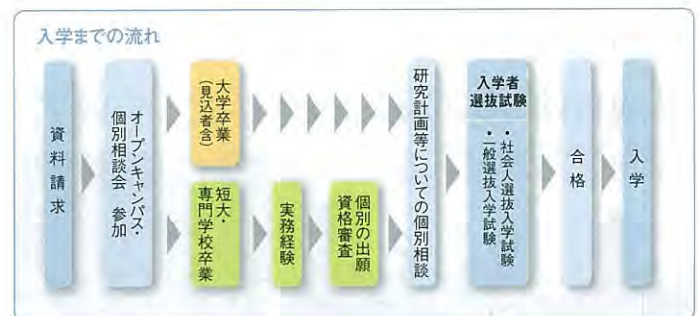 入学までの流れ
資料請求
オープンキャンパス・
個別相談会 参加
大学卒業
(見込者含)
短大・
専門学校卒業
実務経験
個別の出願
資格審査
研究計画等についての個別相談
入学者
選抜試験
・社会人選抜入学試験
・一般選抜入学試験
合格
入学